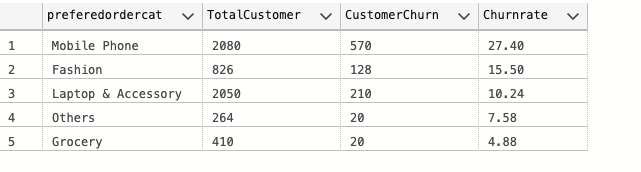 preferedordercat TotalCustomer CustomerChurn Churnrate
1 Mobile Phone 2080 570 27.40
2 Fashion 826 128 15.50
3 Laptop & Accessory 2050 210 10.24
4 Others 264 20 7.58
5 Grocery 410 20 4.88